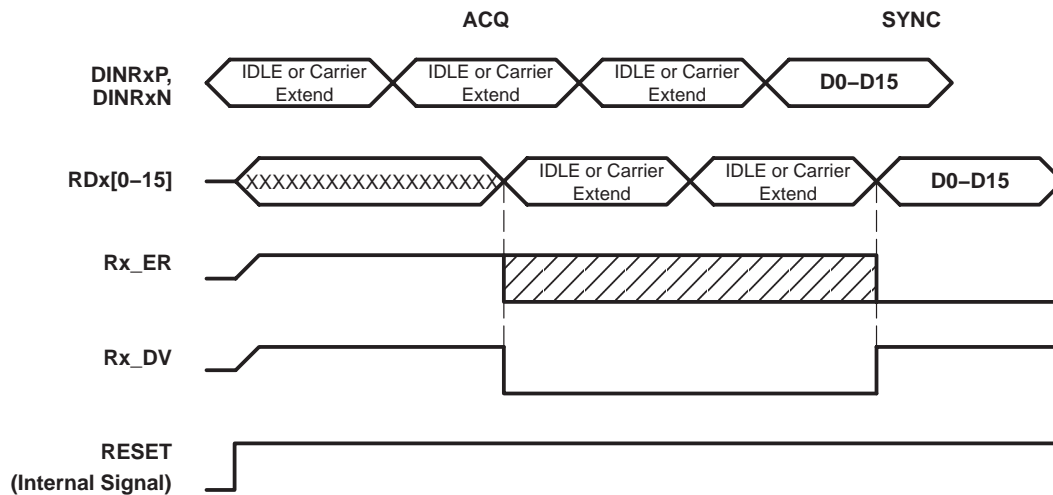 ACQ
SYNC
DINRxP,
DINRxN
IDLE or Carrier
Extend
IDLE or Carrier
Extend
IDLE or Carrier
Extend
D0–D15
RDx[0–15]
XXXXXXXXXXXXXXXXXXXX
IDLE or Carrier
Extend
IDLE or Carrier
Extend
D0–D15
Rx_ER
Rx_DV
RESET
(Internal Signal)